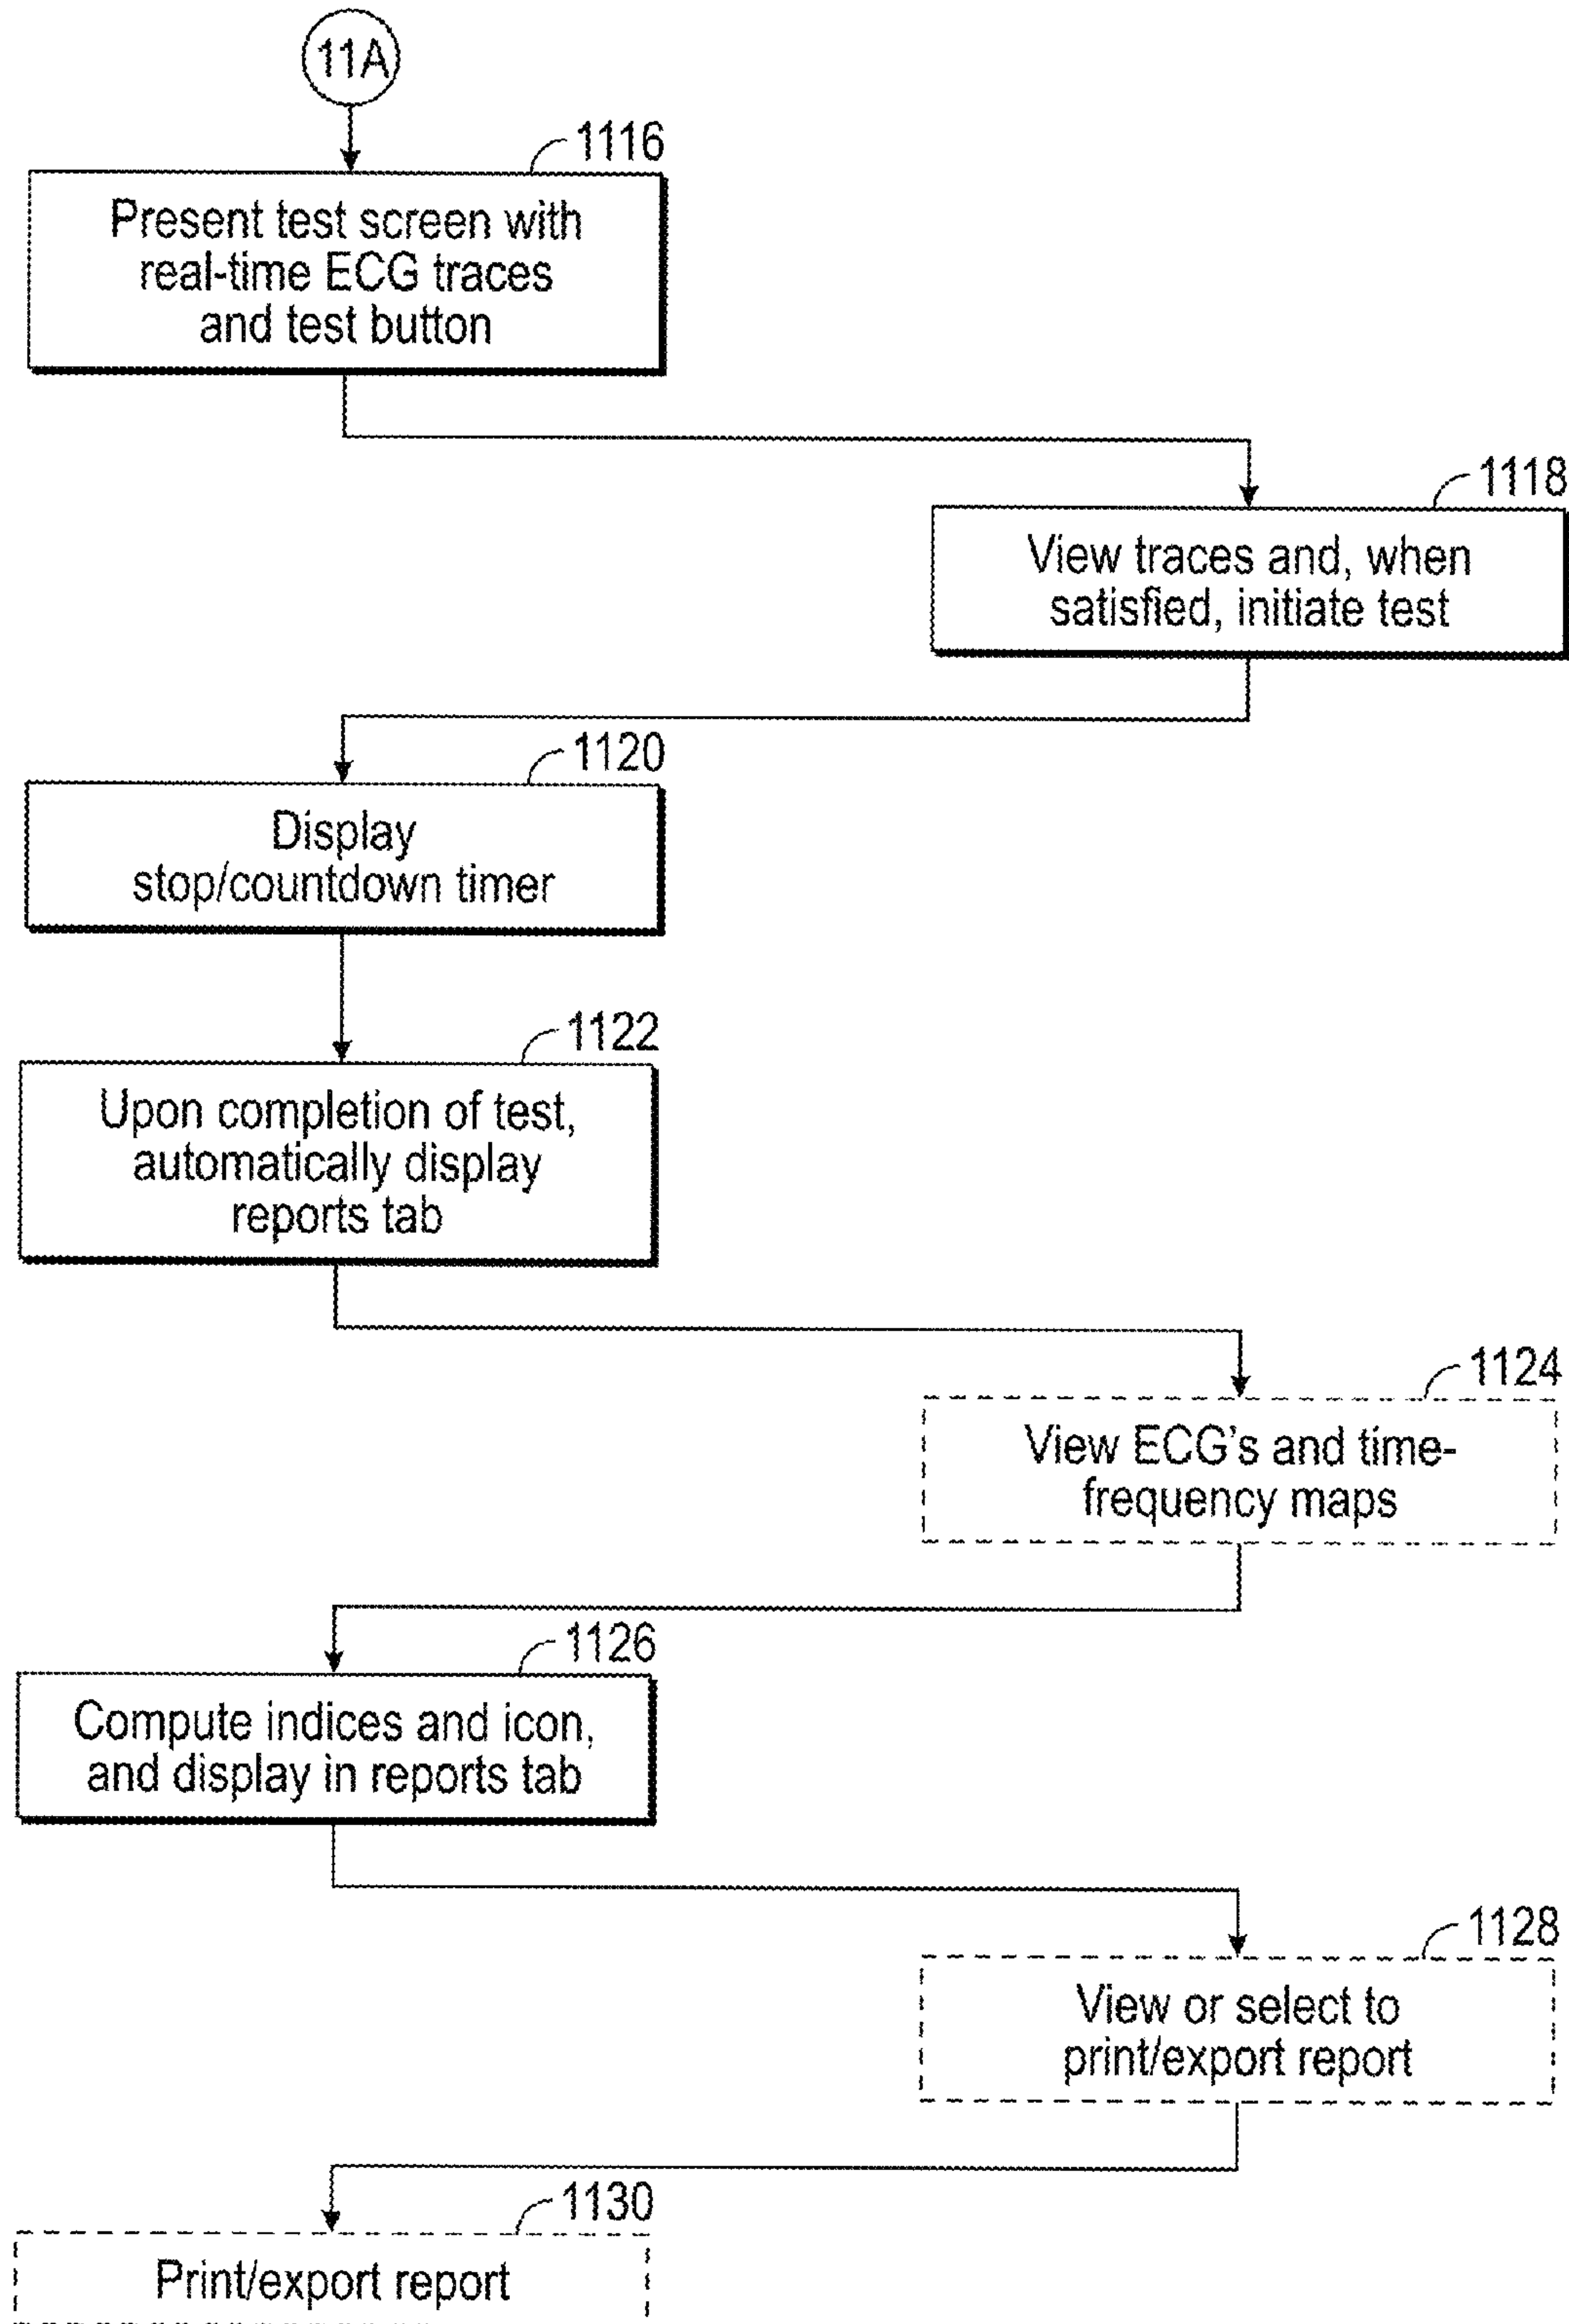 11A
1116
Present test screen with
real-time ECG traces
and test button
1118
View traces and, when
satisfied, initiate test
1120
Display
stop/countdown timer
1122
Upon completion of test,
automatically display
reports tab
1124
View ECG's and time-
frequency maps
1126
Compute indices and icon,
and display in reports tab
1128
View or select to
print/export report
1130
Print/export report